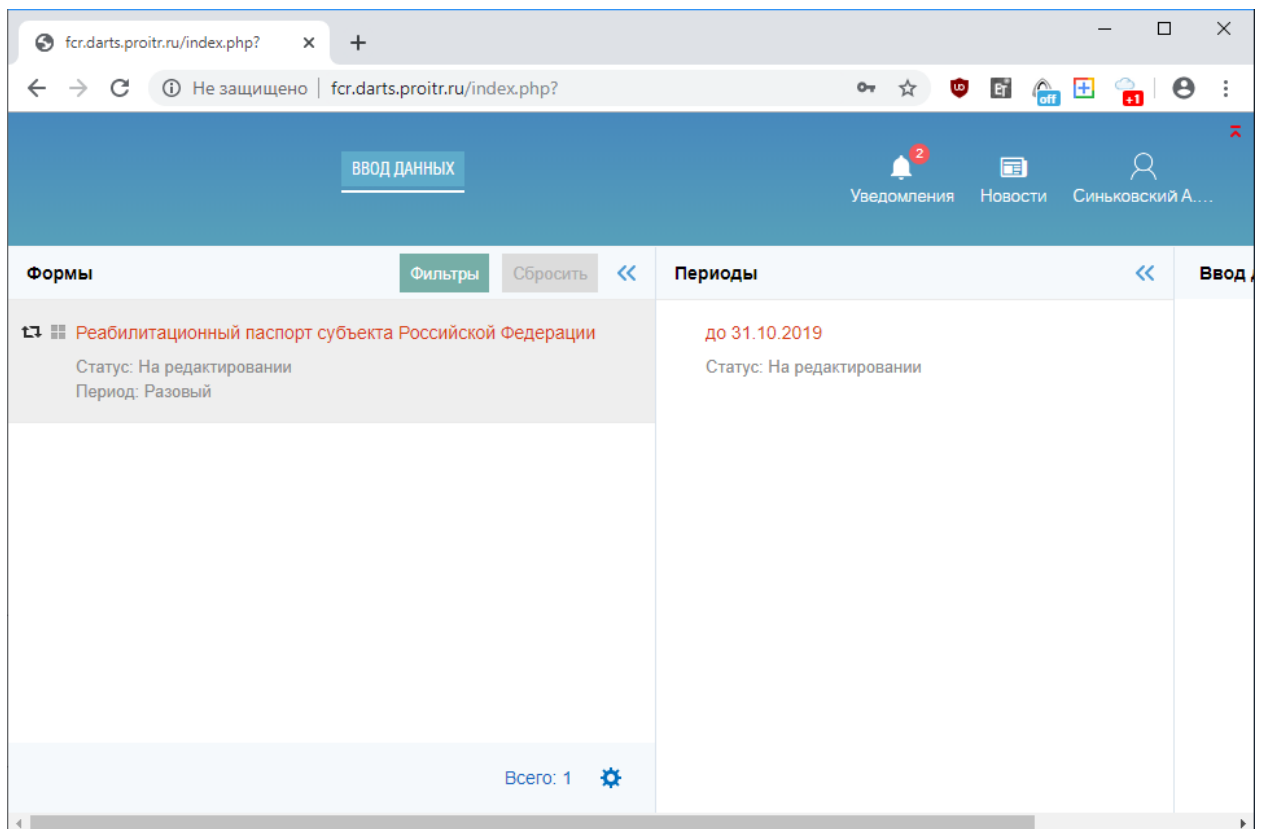 fcr.darts.proitr.ru/index.php?
Не защищено | fcr.darts.proitr.ru/index.php?
off
+1
ВВОД ДАННЫХ
2
Уведомления Новости Синьковский А....
Формы Фильтры Сбросить Периоды Ввод
Реабилитационный паспорт субъекта Российской Федерации до 31.10.2019
Статус: На редактировании Статус: На редактировании
Период: Разовый
Всего: 1